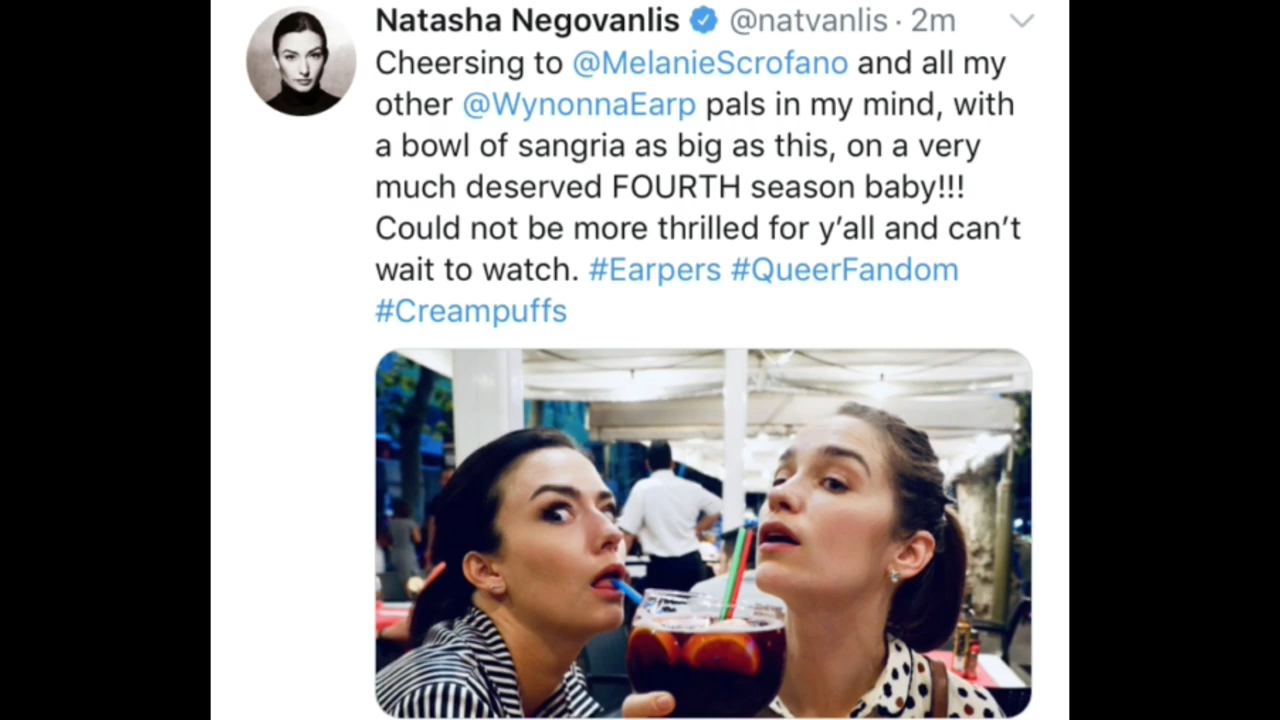 Natasha Negovanlis @natvanlis · 2m
Cheersing to @MelanieScrofano and all my
other @WynonnaEarp pals in my mind, with
a bowl of sangria as big as this, on a very
much deserved FOURTH season baby!!!
Could not be more thrilled for y’all and can’t
wait to watch. #Earpers #QueerFandom
#Creampuffs